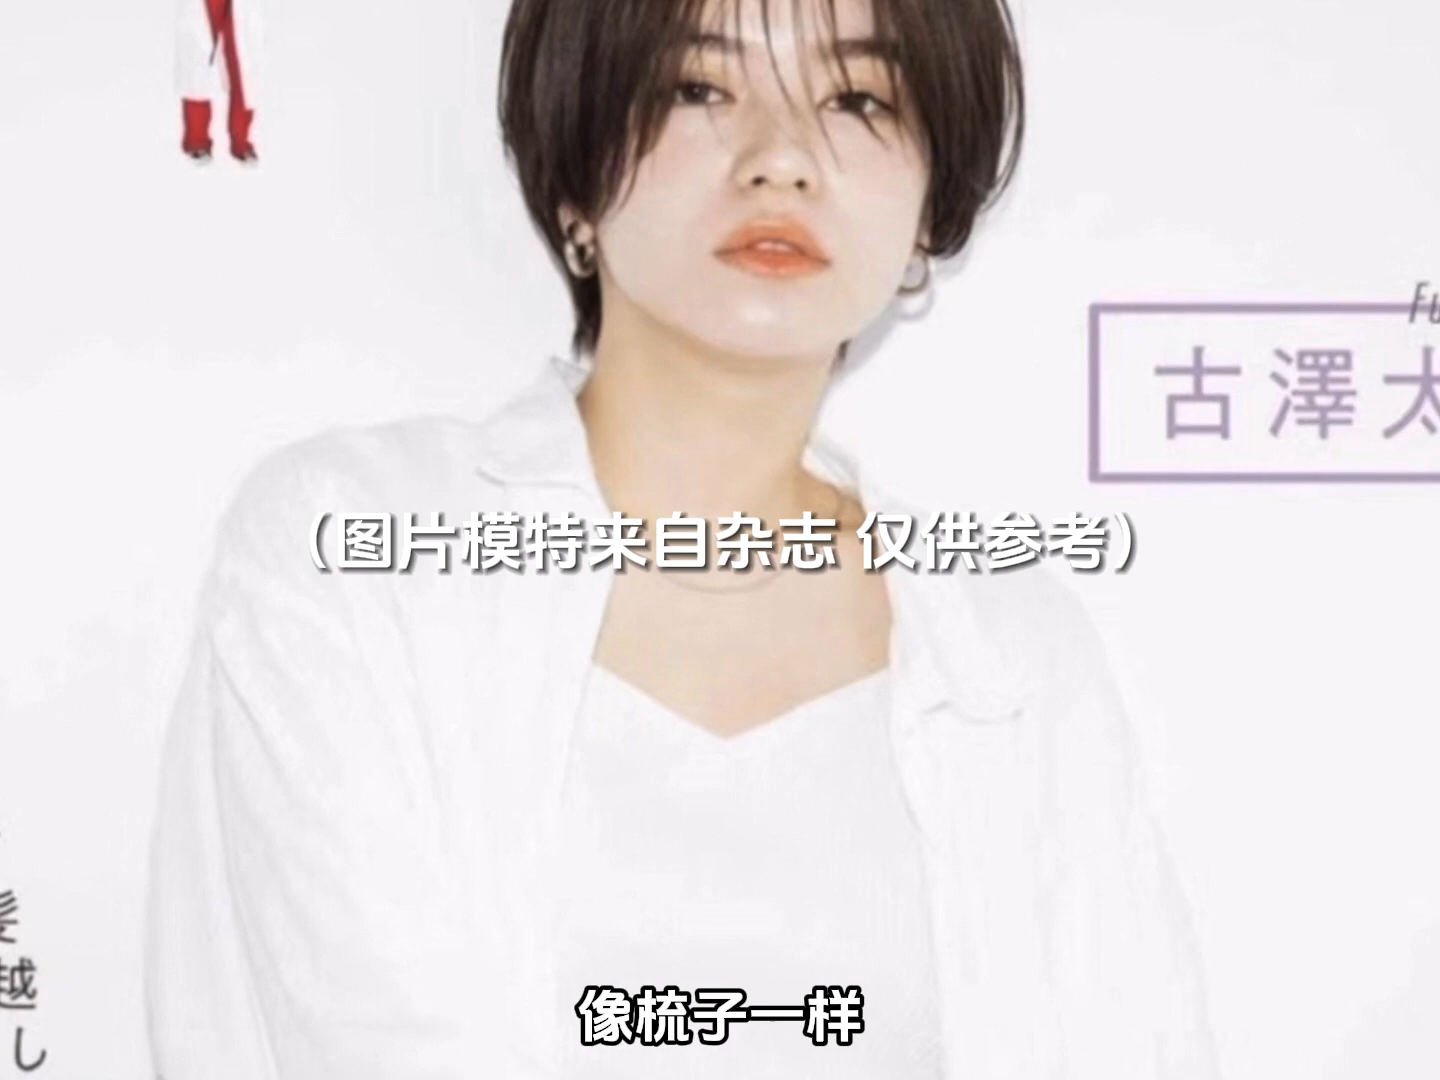 Fu
古澤太
（图片模特来自杂志 仅供参考）
髪
越
し
像梳子一样